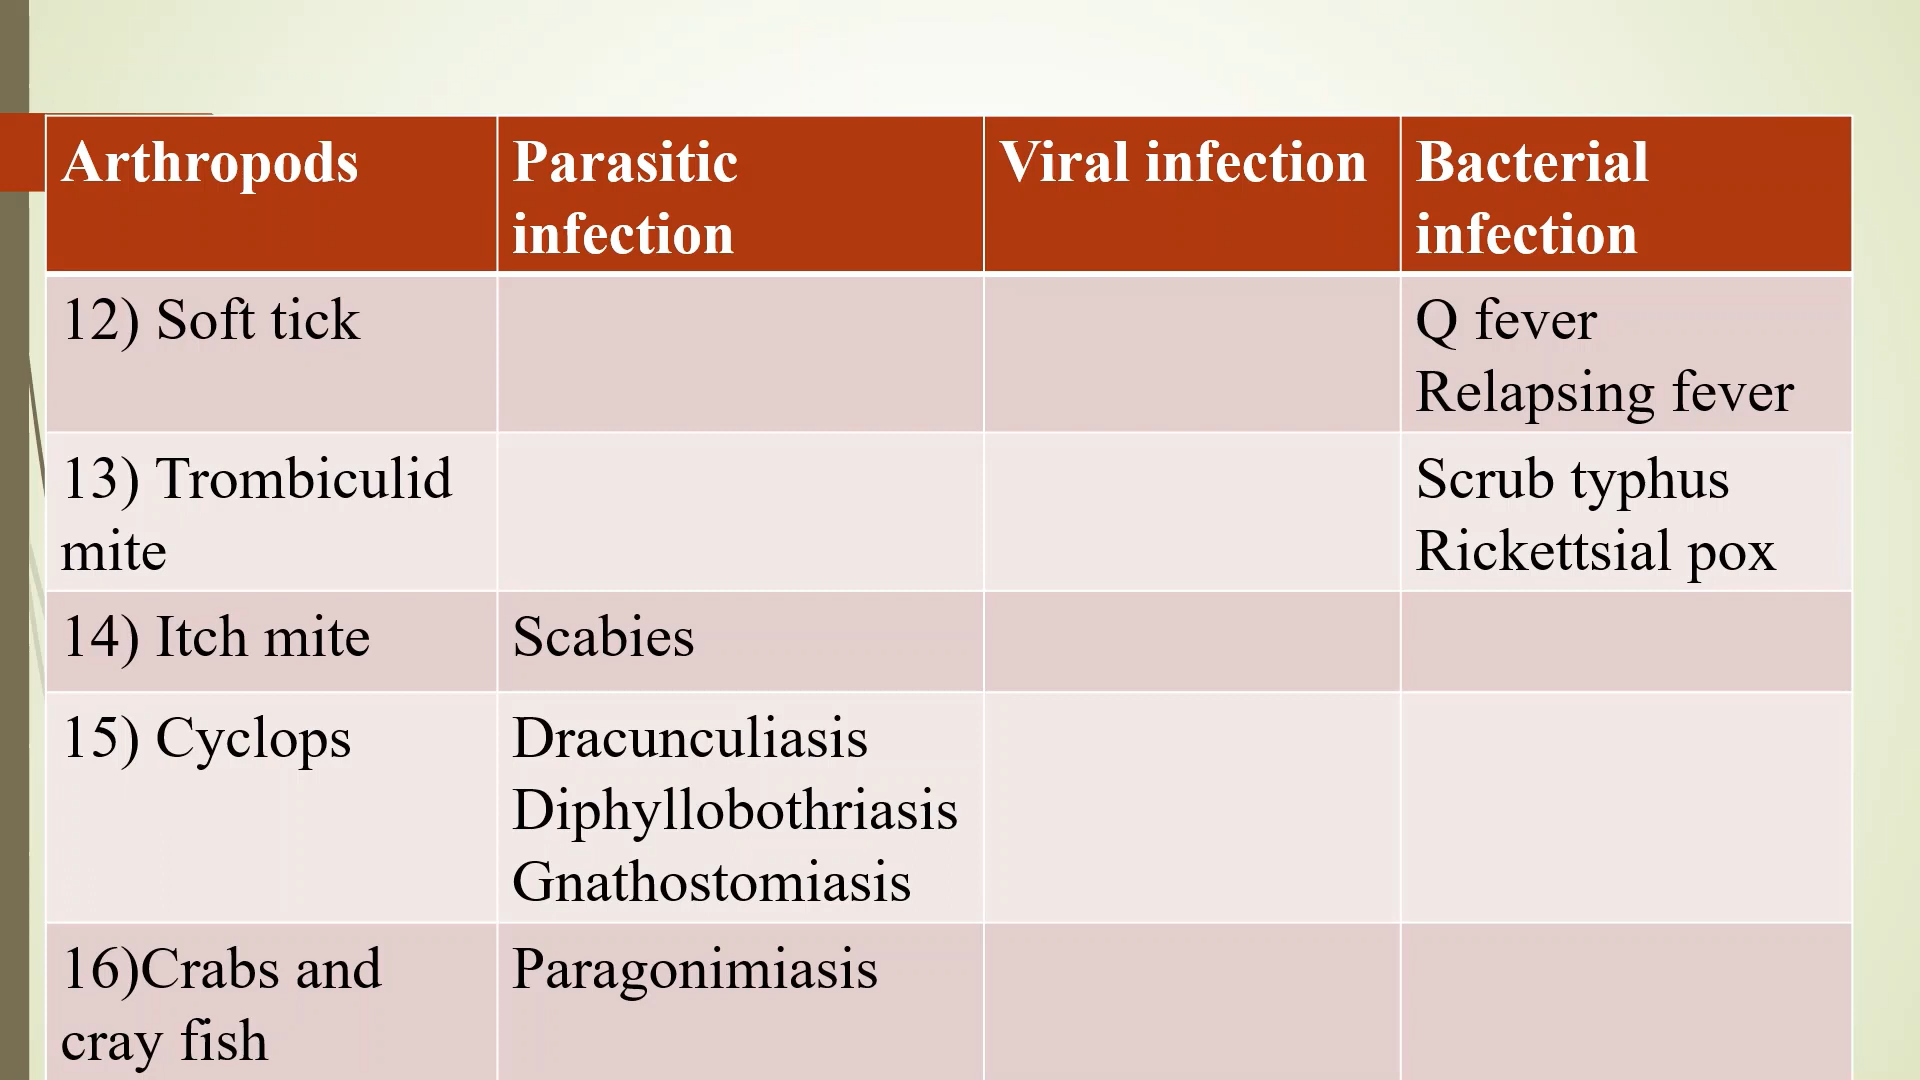 Arthropods
Parasitic
infection
Viral infection
Bacterial
infection
12) Soft tick
Q fever
Relapsing fever
13) Trombiculid
mite
Scrub typhus
Rickettsial pox
14) Itch mite
Scabies
15) Cyclops
Dracunculiasis
Diphyllobothriasis
Gnathostomiasis
16)Crabs and
cray fish
Paragonimiasis